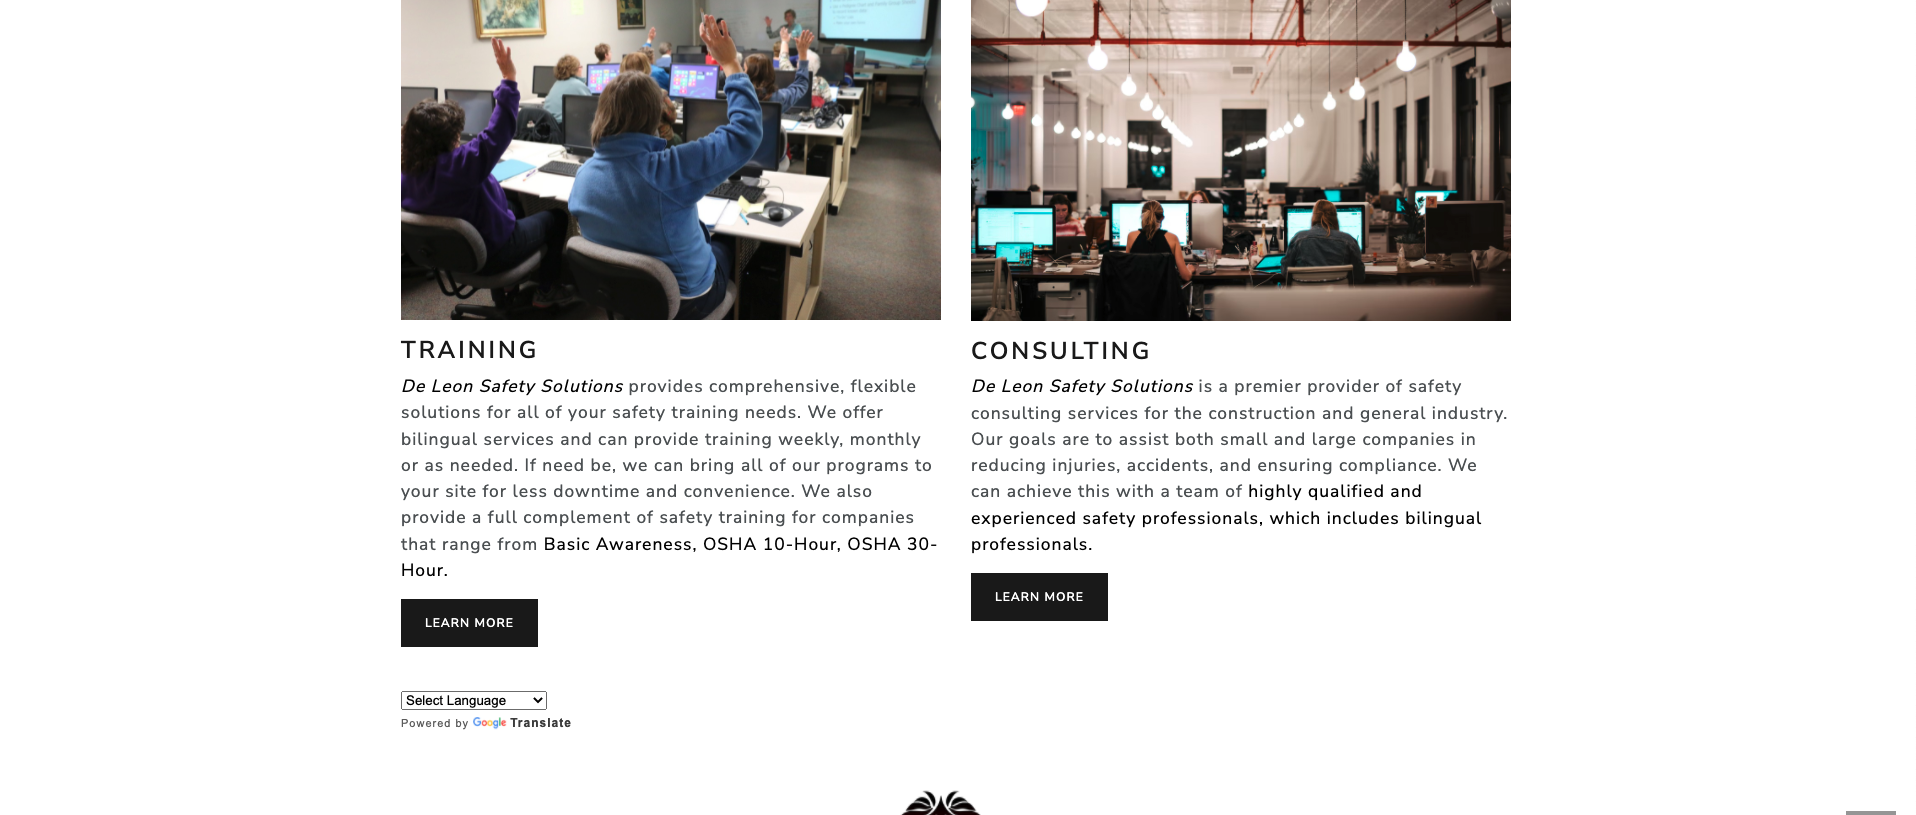 TRAINING
De Leon Safety Solutions provides comprehensive, flexible
solutions for all of your safety training needs. We offer
bilingual services and can provide training weekly, monthly
or as needed. If need be, we can bring all of our programs to
your site for less downtime and convenience. We also
provide a full complement of safety training for companies
that range from Basic Awareness, OSHA 10-Hour, OSHA 30-
Hour.
LEARN MORE
CONSULTING
De Leon Safety Solutions is a premier provider of safety
consulting services for the construction and general industry.
Our goals are to assist both small and large companies in
reducing injuries, accidents, and ensuring compliance. We
can achieve this with a team of highly qualified and
experienced safety professionals, which includes bilingual
professionals.
LEARN MORE
Select Language
Powered by Google Translate